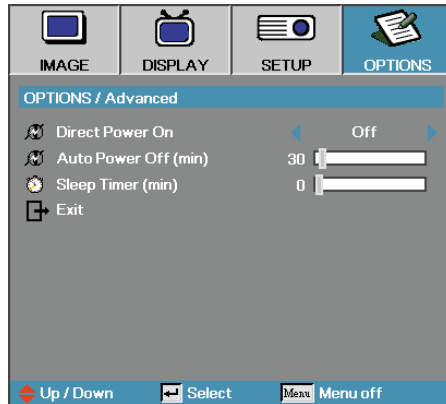 IMAGE DISPLAY SETUP OPTIONS
OPTIONS / Advanced
Direct Power On Off
Auto Power Off (min) 30
Sleep Timer (min) 0
Exit
Up / Down Select Menu Menu off